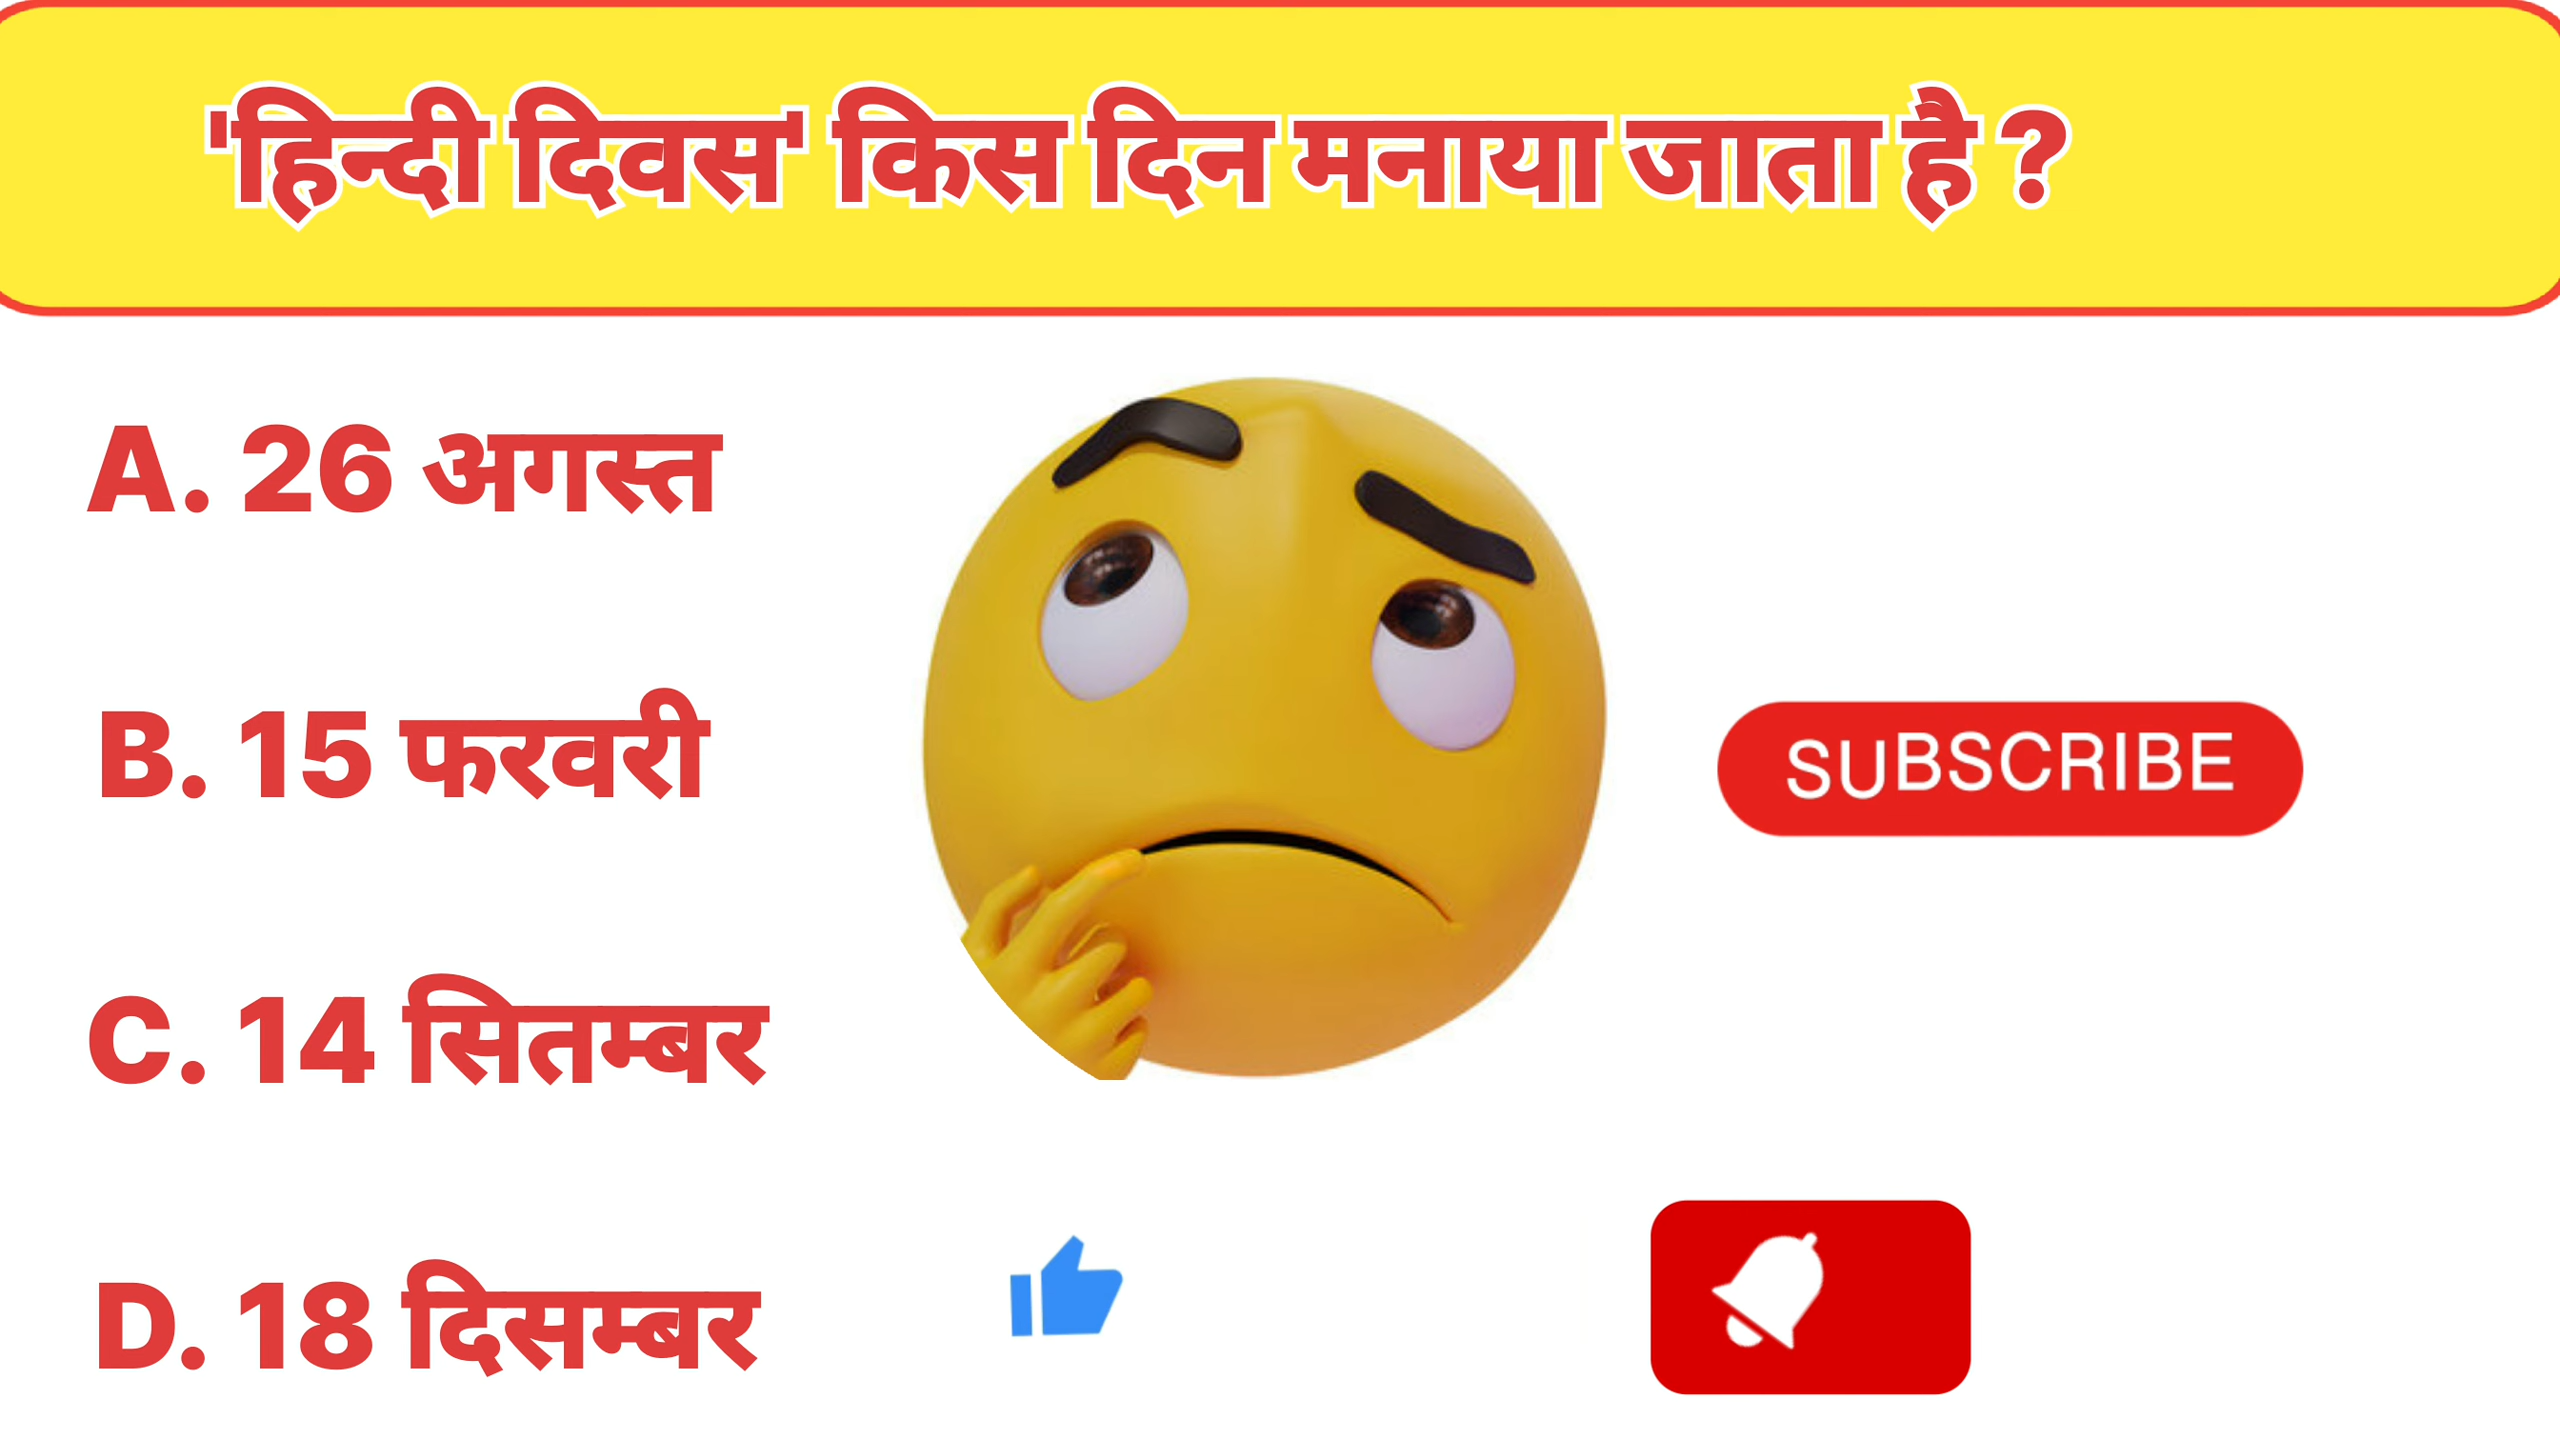 'हिन्दी दिवस' किस दिन मनाया जाता है ?
A. 26 अगस्त
B. 15 फरवरी
SUBSCRIBE
C. 14 सितम्बर
D. 18 दिसम्बर